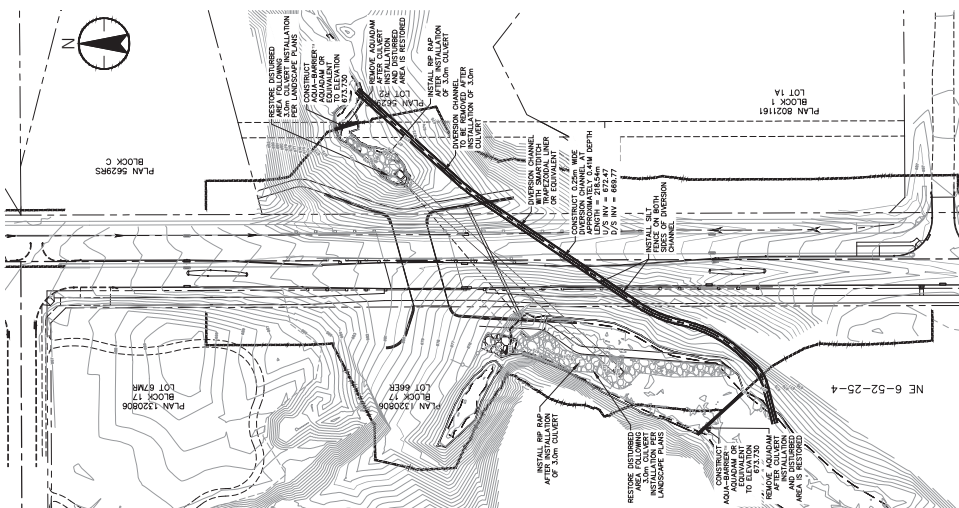 N
PLAN 5629RS
BLOCK C
RESTORE DISTURBED
AREA FOLLOWING
3.0m CULVERT INSTALLATION
PER LANDSCAPE PLANS
CONSTRUCT
AQUA-BARRIER™
AQUADAM OR
EQUIVALENT
TO ELEVATION
673.730
REMOVE AQUADAM
AFTER CULVERT
INSTALLATION
AND DISTURBED
AREA IS RESTORED
LOT R2
INSTALL RIP RAP
AFTER INSTALLATION
OF 3.0m CULVERT
DIVERSION CHANNEL
TO BE REMOVED AFTER
INSTALLATION OF 3.0m
CULVERT
DIVERSION CHANNEL
WITH SMARTDITCH
TRAPEZOIDAL LINER
OR EQUIVALENT
CONSTRUCT 0.25m WIDE
DIVERSION CHANNEL AT
APPROXIMATELY 0.41M DEPTH
LENGTH = 218.54m
U/S INV = 672.47
D/S INV = 669.77
INSTALL SILT
FENCE ON BOTH
SIDES OF DIVERSION
CHANNEL
PLAN 8021161
BLOCK 1
LOT 1A
PLAN 1320806
BLOCK 17
LOT 67MR
PLAN 1320806
BLOCK 17
LOT 66ER
INSTALL RIP RAP
AFTER INSTALLATION
OF 3.0m CULVERT
RESTORE DISTURBED
AREA FOLLOWING
3.0m CULVERT
INSTALLATION PER
LANDSCAPE PLANS
CONSTRUCT
AQUA-BARRIER™
AQUADAM OR
EQUIVALENT
TO ELEVATION
673.730
REMOVE AQUADAM
AFTER CULVERT
INSTALLATION
AND DISTURBED
AREA IS RESTORED
NE 6-52-25-4